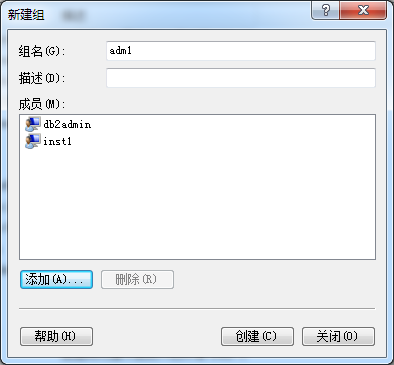 新建组
组名(G): adm1
描述(D):
成员(M):
db2admin
inst1
添加(A)... 删除(R)
帮助(H) 创建(C) 关闭(O)